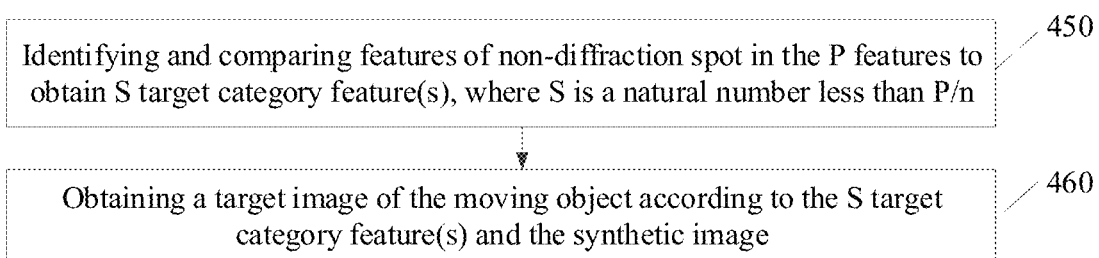 Identifying and comparing features of non-diffraction spot in the P features to
obtain S target category feature(s), where S is a natural number less than P/n
450
Obtaining a target image of the moving object according to the S target
category feature(s) and the synthetic image
460